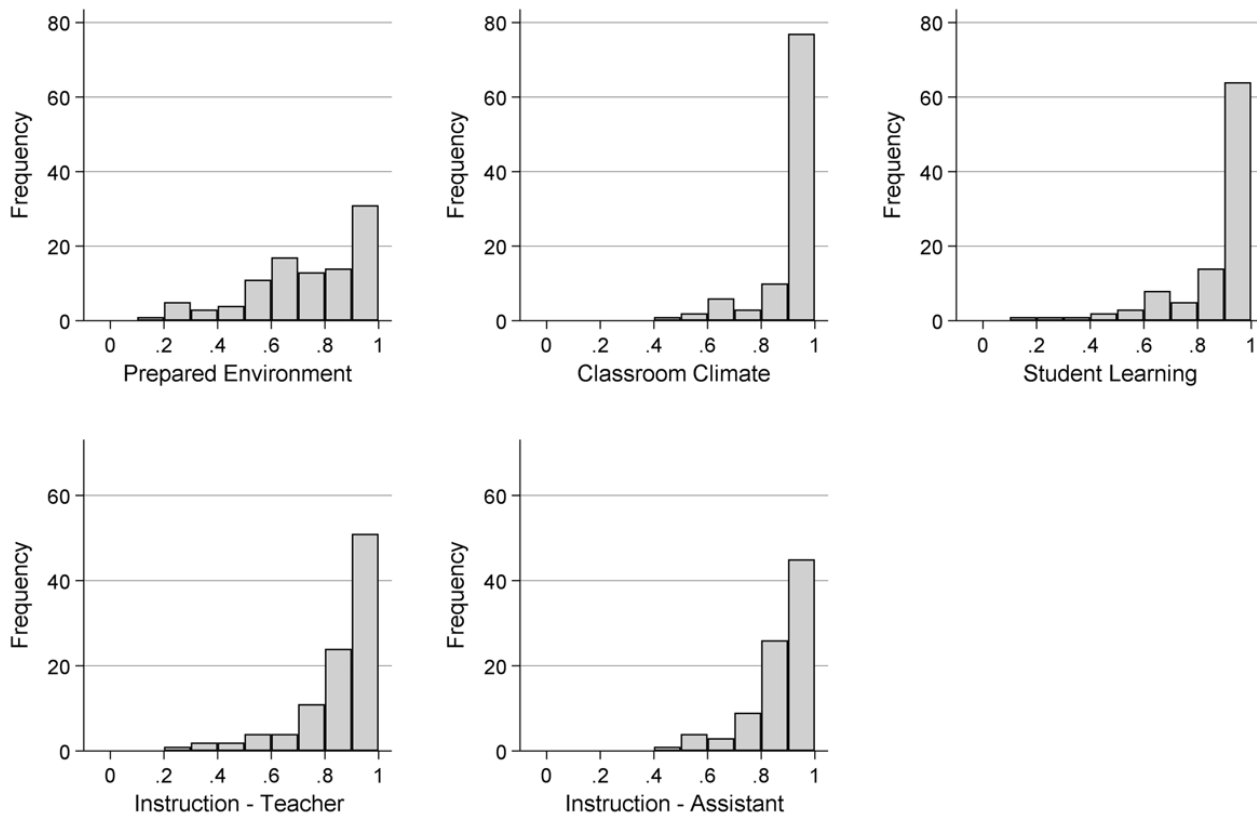 80
60
40
20
0
Frequency
0 .2 .4 .6 .8 1
Prepared Environment
80
60
40
20
0
Frequency
0 .2 .4 .6 .8 1
Classroom Climate
80
60
40
20
0
Frequency
0 .2 .4 .6 .8 1
Student Learning
60
40
20
0
Frequency
0 .2 .4 .6 .8 1
Instruction - Teacher
60
40
20
0
Frequency
0 .2 .4 .6 .8 1
Instruction - Assistant